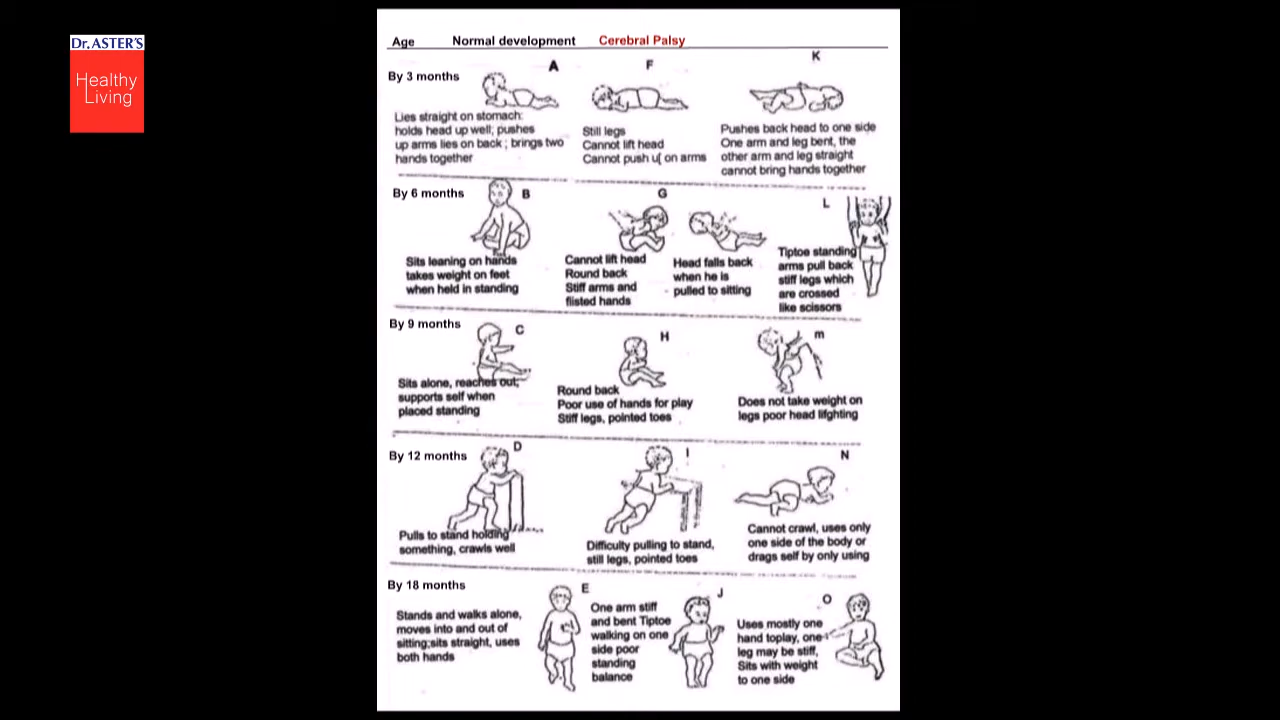 Dr.ASTER'S
Healthy
Living
Age Normal development Cerebral Palsy
By 3 months
A
F
K
Lies straight on stomach:
holds head up well; pushes
up arms lies on back ; brings two
hands together
Still legs
Cannot lift head
Cannot push u[ on arms
Pushes back head to one side
One arm and leg bent, the
other arm and leg straight
cannot bring hands together
By 6 months
B
G
L
Sits leaning on hands
takes weight on feet
when held in standing
Cannot lift head
Round back
Stiff arms and
flisted hands
Head falls back
when he is
pulled to sitting
Tiptoe standing
arms pull back
stiff legs which
are crossed
like scissors
By 9 months
C
H
m
Sits alone, reaches out;
supports self when
placed standing
Round back
Poor use of hands for play
Stiff legs, pointed toes
Does not take weight on
legs poor head lifghting
By 12 months
D
I
N
Pulls to stand holding
something, crawls well
Difficulty pulling to stand,
still legs, pointed toes
Cannot crawl, uses only
one side of the body or
drags self by only using
By 18 months
E
J
O
Stands and walks alone,
moves into and out of
sitting;sits straight, uses
both hands
One arm stiff
and bent Tiptoe
walking on one
side poor
standing
balance
Uses mostly one
hand toplay, one
leg may be stiff,
Sits with weight
to one side